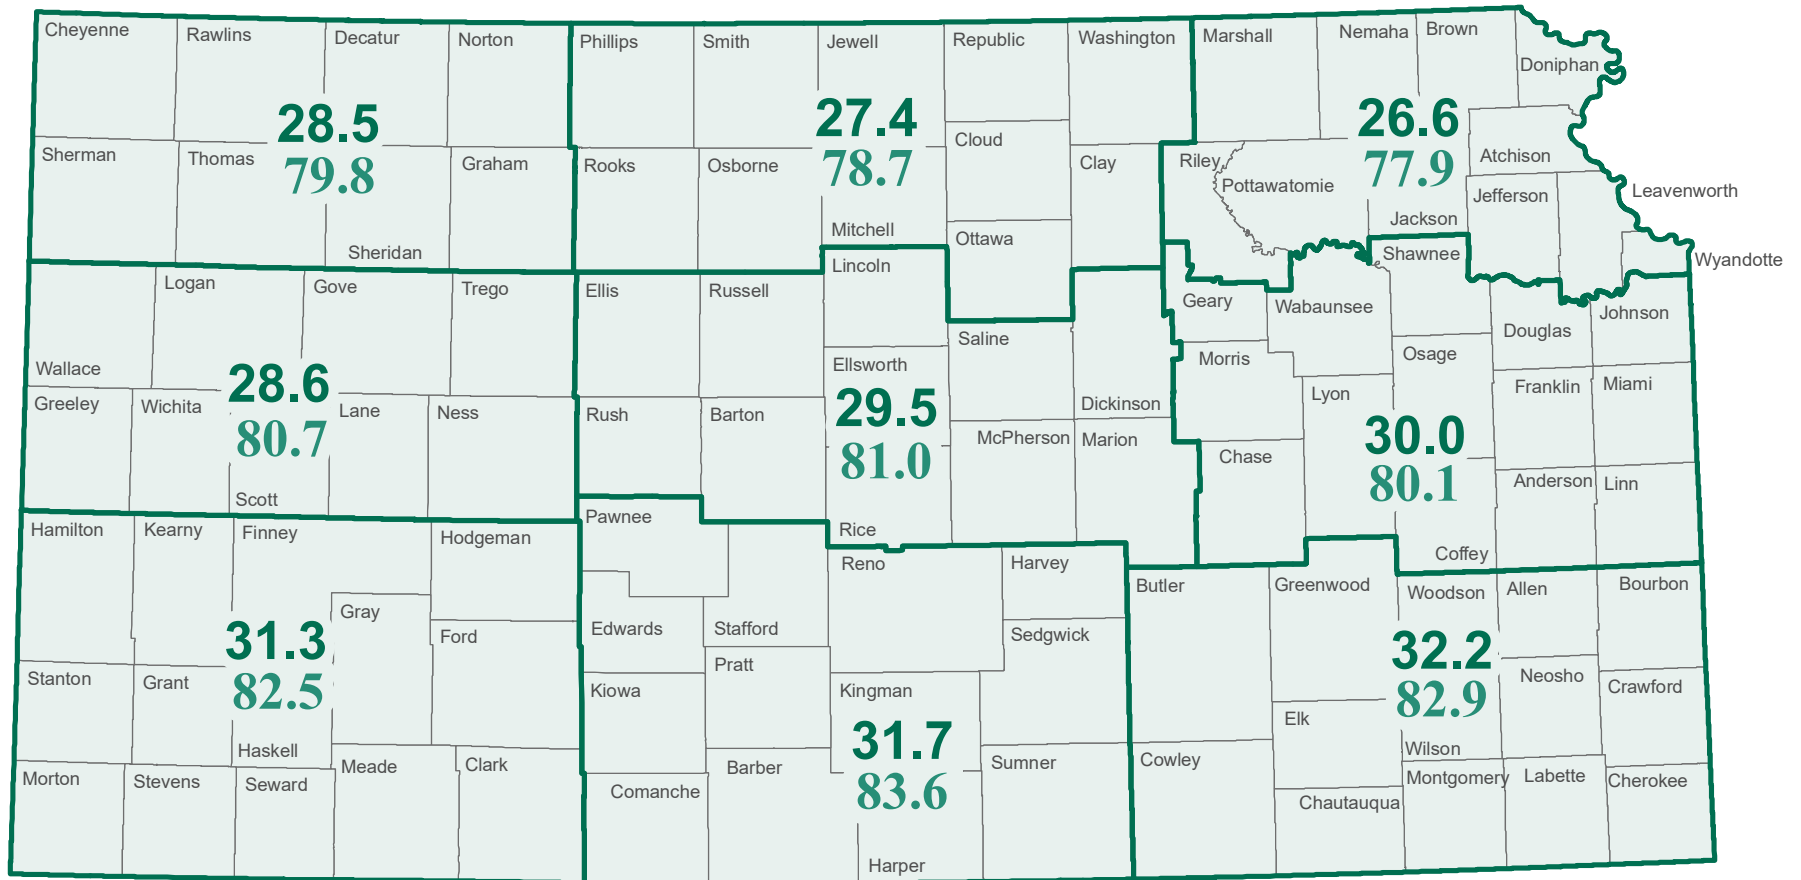 Cheyenne
Rawlins
Decatur
Norton
Phillips
Smith
Jewell
Republic
Washington
Marshall
Nemaha
Brown
Doniphan
28.5
79.8
27.4
78.7
26.6
77.9
Sherman
Thomas
Graham
Rooks
Osborne
Cloud
Clay
Riley
Pottawatomie
Atchison
Jefferson
Leavenworth
Sheridan
Mitchell
Ottawa
Jackson
Shawnee
Wyandotte
Logan
Gove
Trego
Ellis
Russell
Lincoln
Saline
Geary
Wabaunsee
Douglas
Johnson
Wallace
28.6
80.7
Ellsworth
29.5
81.0
Morris
Osage
Franklin
Miami
Greeley
Wichita
Lane
Ness
Rush
Barton
Dickinson
Lyon
30.0
80.1
McPherson
Marion
Chase
Anderson
Linn
Scott
Rice
Coffey
Hamilton
Kearny
Finney
Hodgeman
Pawnee
Reno
Harvey
Butler
Greenwood
Woodson
Allen
Bourbon
Gray
Ford
Edwards
Stafford
Sedgwick
31.3
82.5
32.2
82.9
Stanton
Grant
Kiowa
Pratt
Kingman
Neosho
Crawford
31.7
83.6
Elk
Wilson
Haskell
Morton
Stevens
Seward
Meade
Clark
Comanche
Barber
Sumner
Cowley
Chautauqua
Montgomery
Labette
Cherokee
Harper